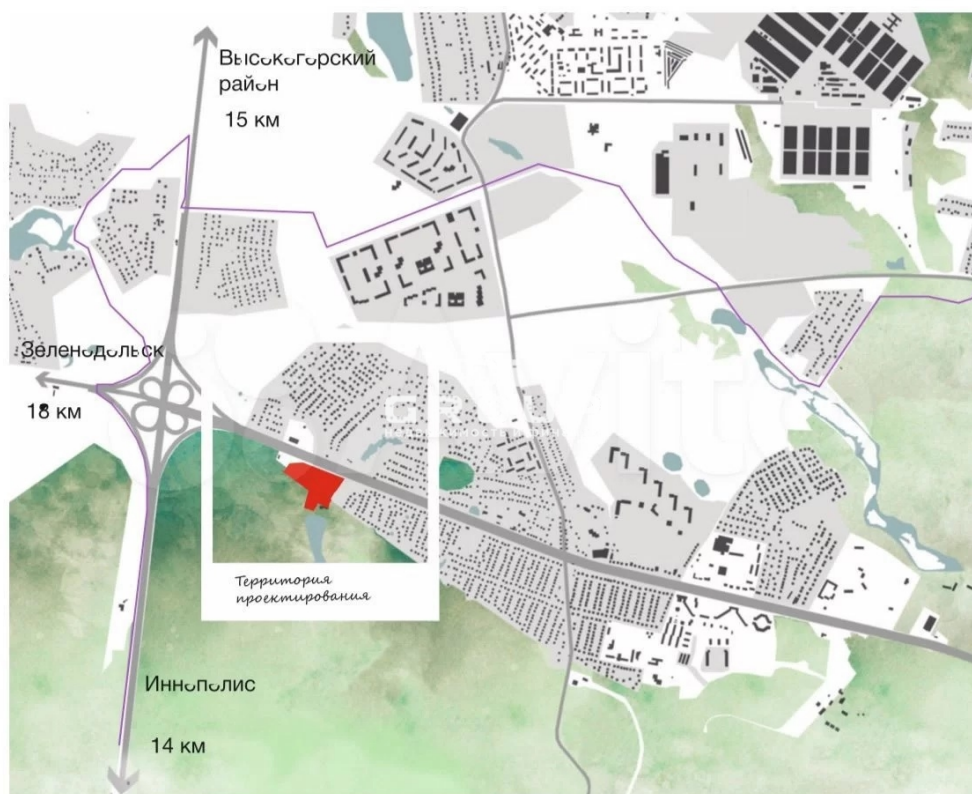 Высокогорский
район
15 км
Зеленодольск
18 км
Территория
проектирования
Иннополис
14 км